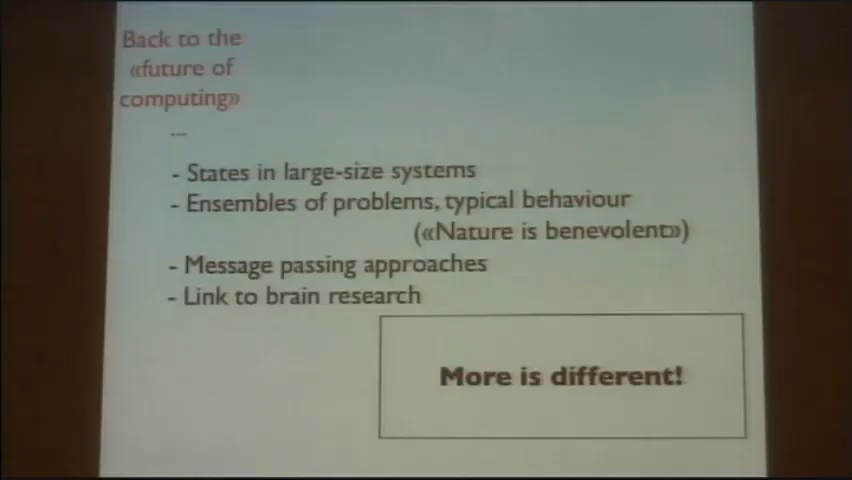 Back to the
«future of
computing»
...
- States in large-size systems
- Ensembles of problems, typical behaviour
(«Nature is benevolent»)
- Message passing approaches
- Link to brain research
More is different!